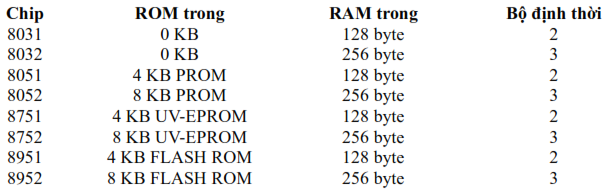 Chip ROM trong RAM trong Bộ định thời
8031 0 KB 128 byte 2
8032 0 KB 256 byte 3
8051 4 KB PROM 128 byte 2
8052 8 KB PROM 256 byte 3
8751 4 KB UV-EPROM 128 byte 2
8752 8 KB UV-EPROM 256 byte 3
8951 4 KB FLASH ROM 128 byte 2
8952 8 KB FLASH ROM 256 byte 3